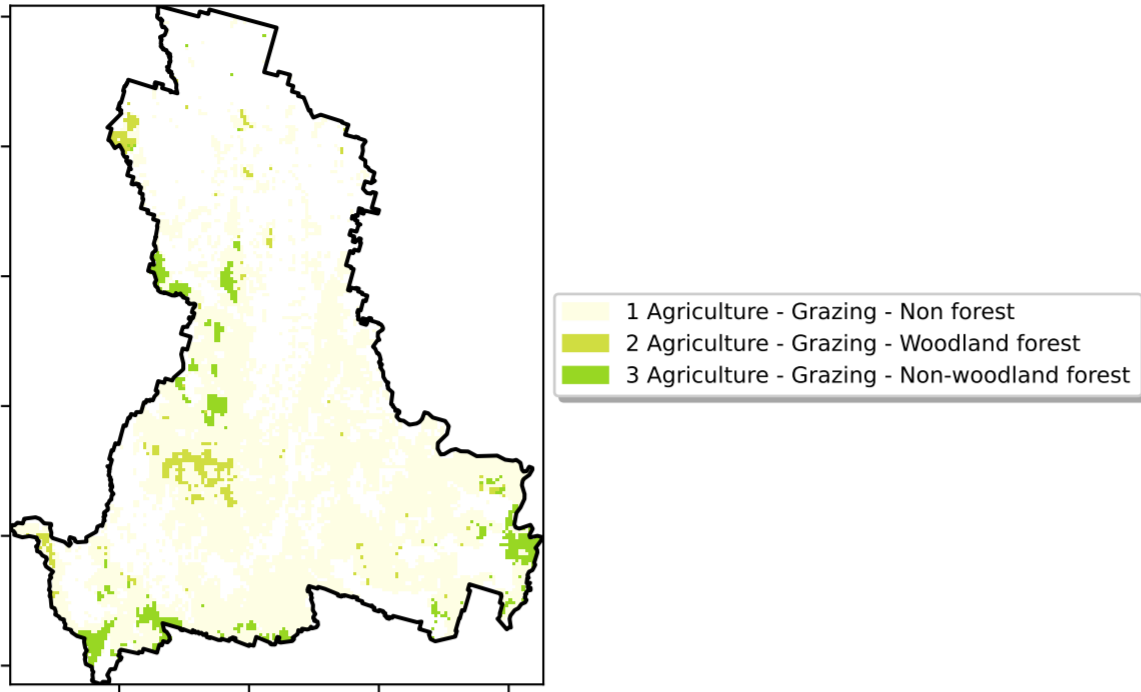 1 Agriculture - Grazing - Non forest
2 Agriculture - Grazing - Woodland forest
3 Agriculture - Grazing - Non-woodland forest